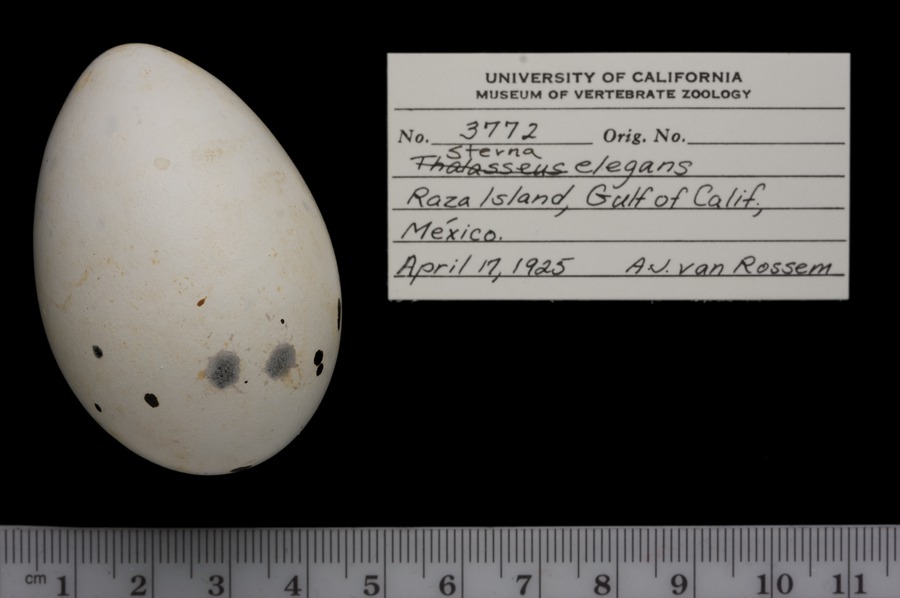 UNIVERSITY OF CALIFORNIA
MUSEUM OF VERTEBRATE ZOOLOGY
No. 3772 Orig. No.
Sterna
Thalasseus elegans
Raza Island, Gulf of Calif.,
México.
April 17, 1925 A.J. van Rossem
cm 1 2 3 4 5 6 7 8 9 10 11